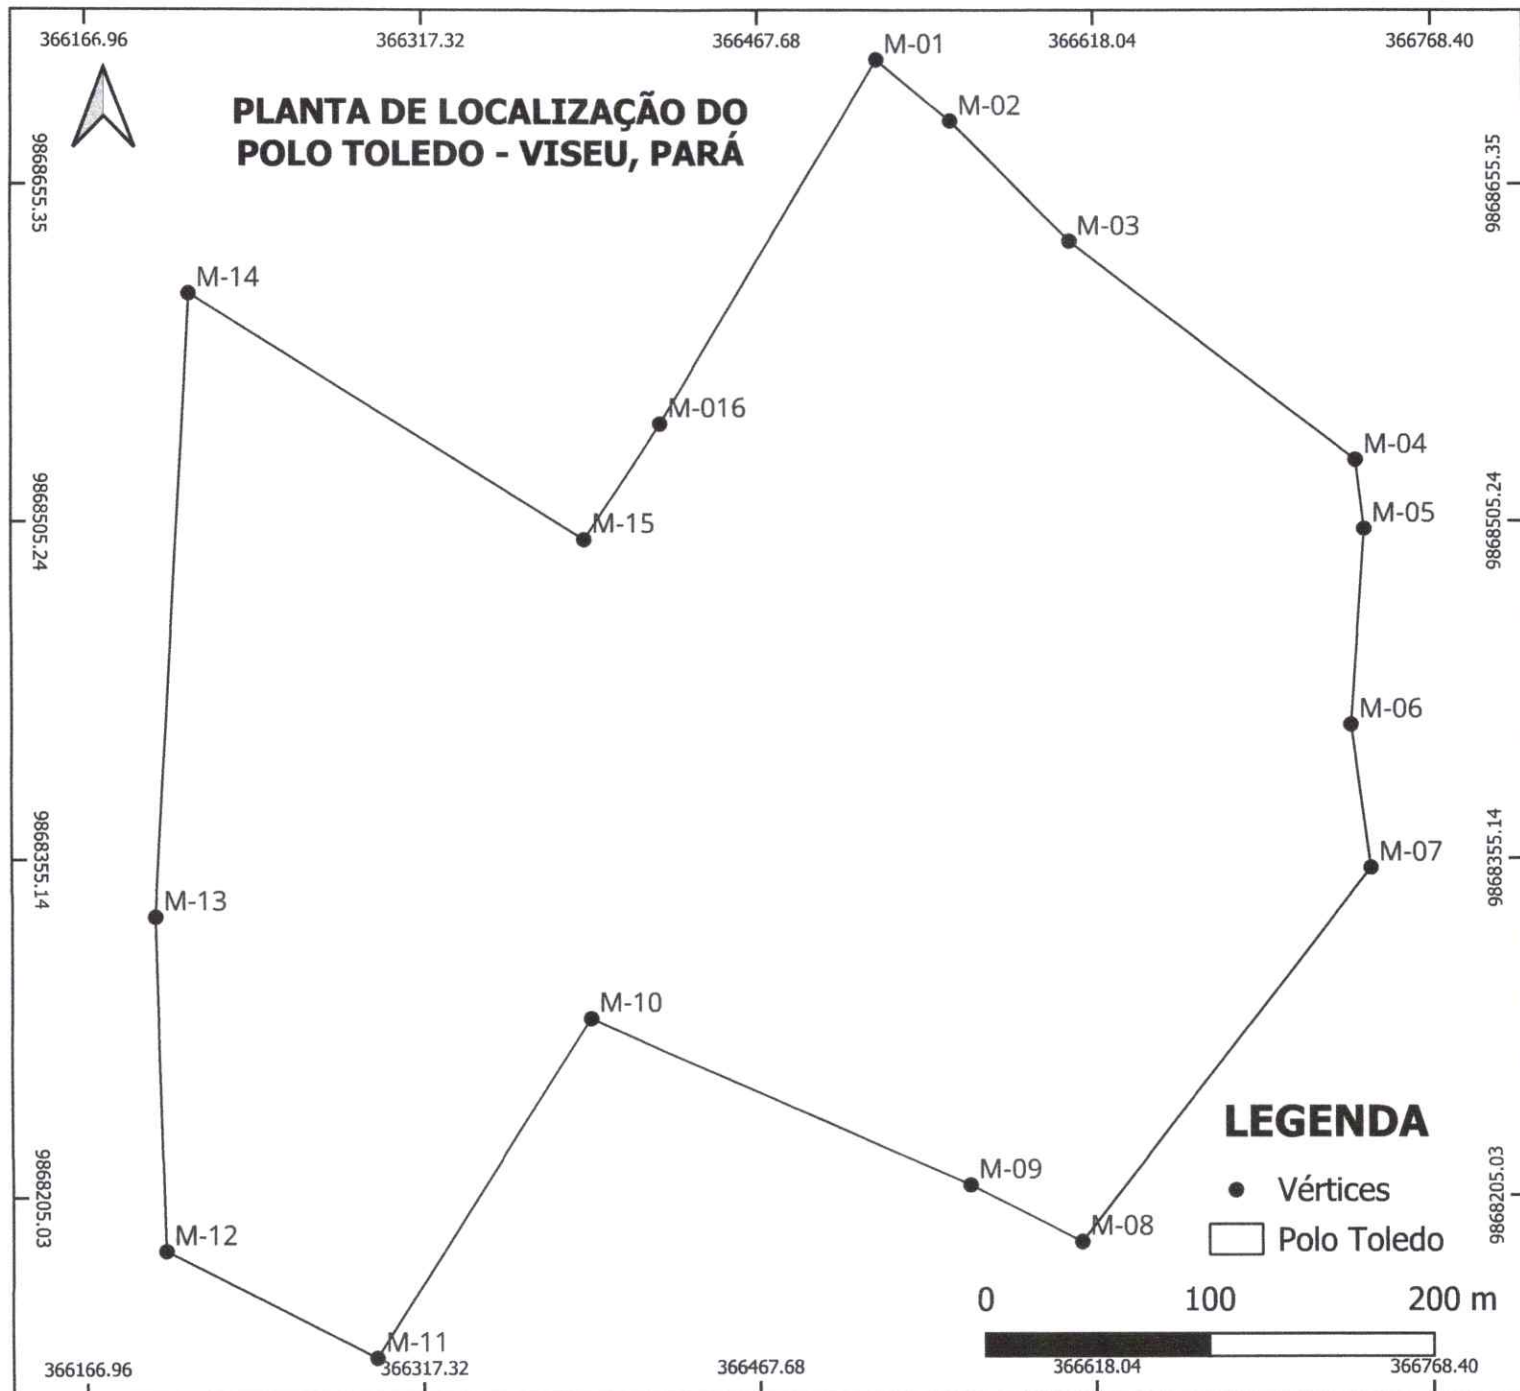 366166.96 366317.32 366467.68 366618.04 366768.40
PLANTA DE LOCALIZAÇÃO DO
POLO TOLEDO - VISEU, PARÁ
M-01
M-02
9868655.35
9868655.35
M-03
M-14
M-016
M-04
M-05
M-15
9868505.24
9868505.24
M-06
M-07
9868355.14
9868355.14
M-13
M-10
M-09
M-08
M-12
M-11
9868205.03
9868205.03
LEGENDA
Vértices
Polo Toledo
0 100 200 m
366166.96 366317.32 366467.68 366618.04 366768.40